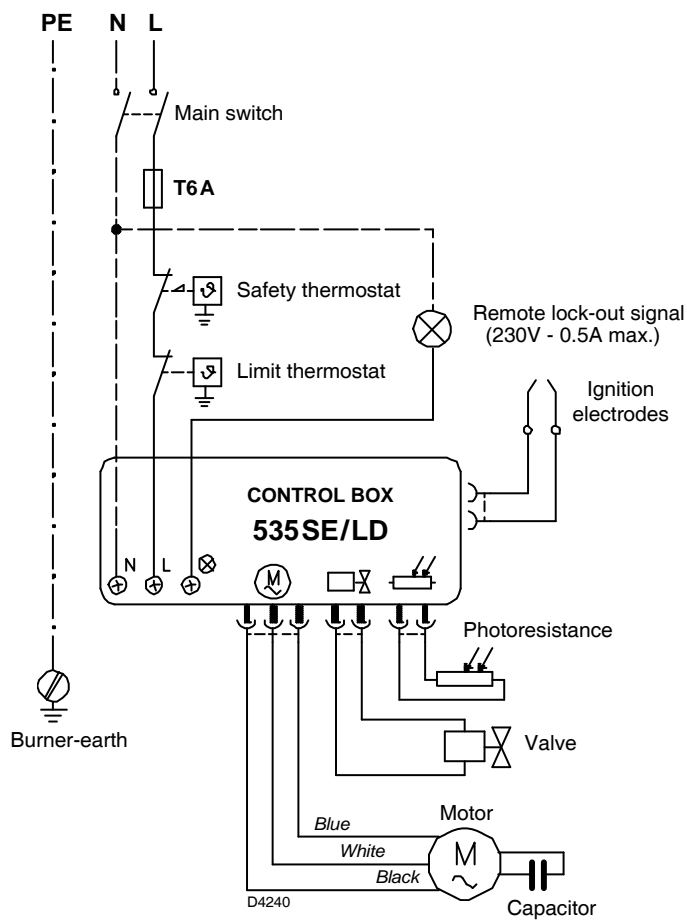 PE N L
Main switch
T6A
Safety thermostat
Remote lock-out signal
(230V - 0.5A max.)
Limit thermostat
Ignition
electrodes
CONTROL BOX
535SE/LD
N L
M
Photoresistance
Burner-earth
Valve
Motor
Blue
White
Black
M
D4240
Capacitor